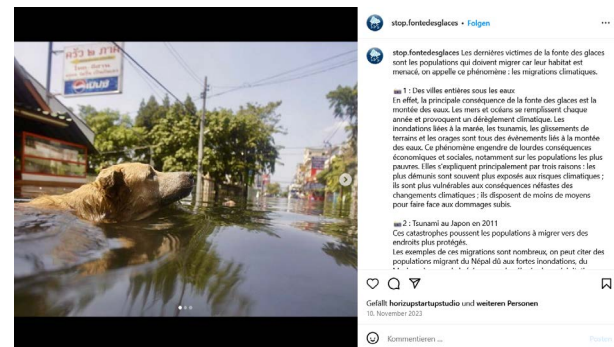 ครัว ๒ ภาค
PEPSI
stop.fontedesglaces • Folgen
stop.fontedesglaces Les dernières victimes de la fonte des glaces
sont les populations qui doivent migrer car leur habitat est
menacé, on appelle ce phénomène : les migrations climatiques.
1 : Des villes entières sous les eaux
En effet, la principale conséquence de la fonte des glaces est la
montée des eaux. Les mers et océans se remplissent chaque
année et provoquent un dérèglement climatique. Les
inondations liées à la marée, les tsunamis, les glissements de
terrains et les orages sont tous des évènements liés à la montée
des eaux. Ce phénomène engendre de lourdes conséquences
économiques et sociales, notamment sur les populations les plus
pauvres. Elles s'expliquent principalement par trois raisons : les
plus démunis sont souvent plus exposés aux risques climatiques ;
ils sont plus vulnérables aux conséquences néfastes des
changements climatiques ; ils disposent de moins de moyens
pour faire face aux dommages subis.
2 : Tsunami au Japon en 2011
Ces catastrophes poussent les populations à migrer vers des
endroits plus protégés.
Les exemples de ces migrations sont nombreux, on peut citer des
populations migrant du Népal dû aux fortes inondations, du
Gefällt horizupstartupstudio und weiteren Personen
10. November 2023
Kommentieren ...
Posten